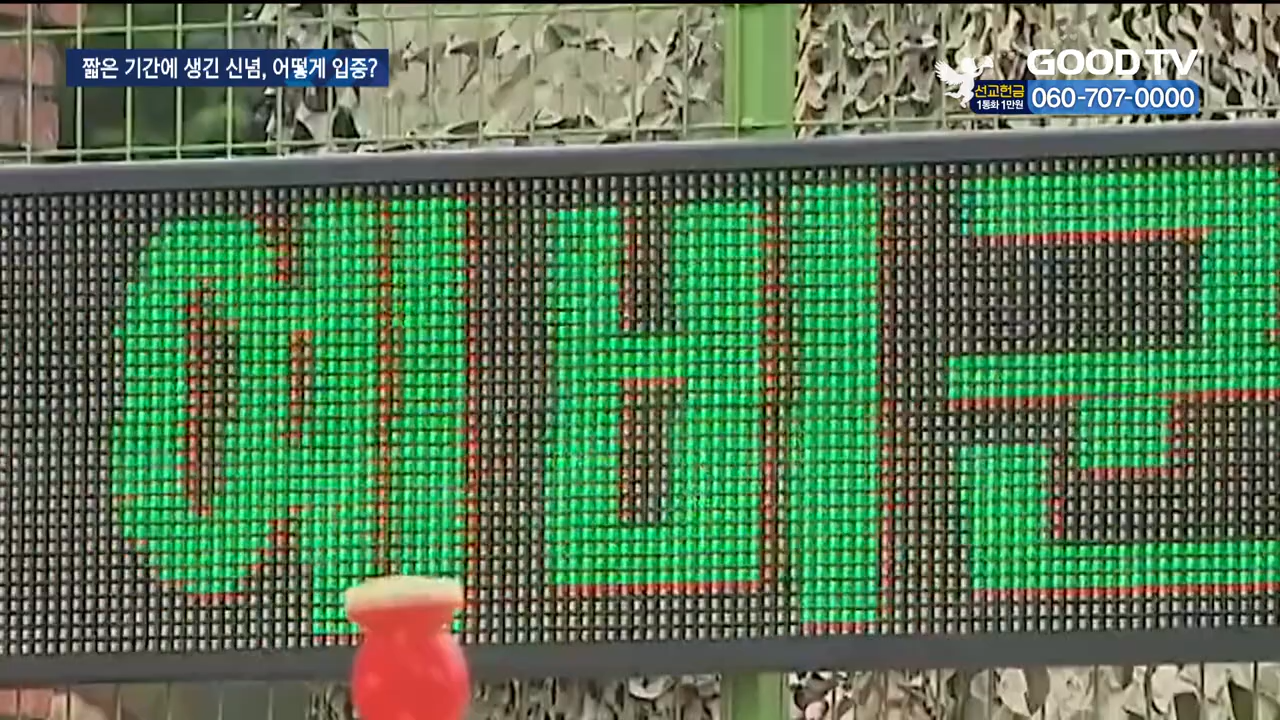 짧은 기간에 생긴 신념, 어떻게 입증?
GOOD TV
선교헌금
1통화 1만원
060-707-0000
예비군